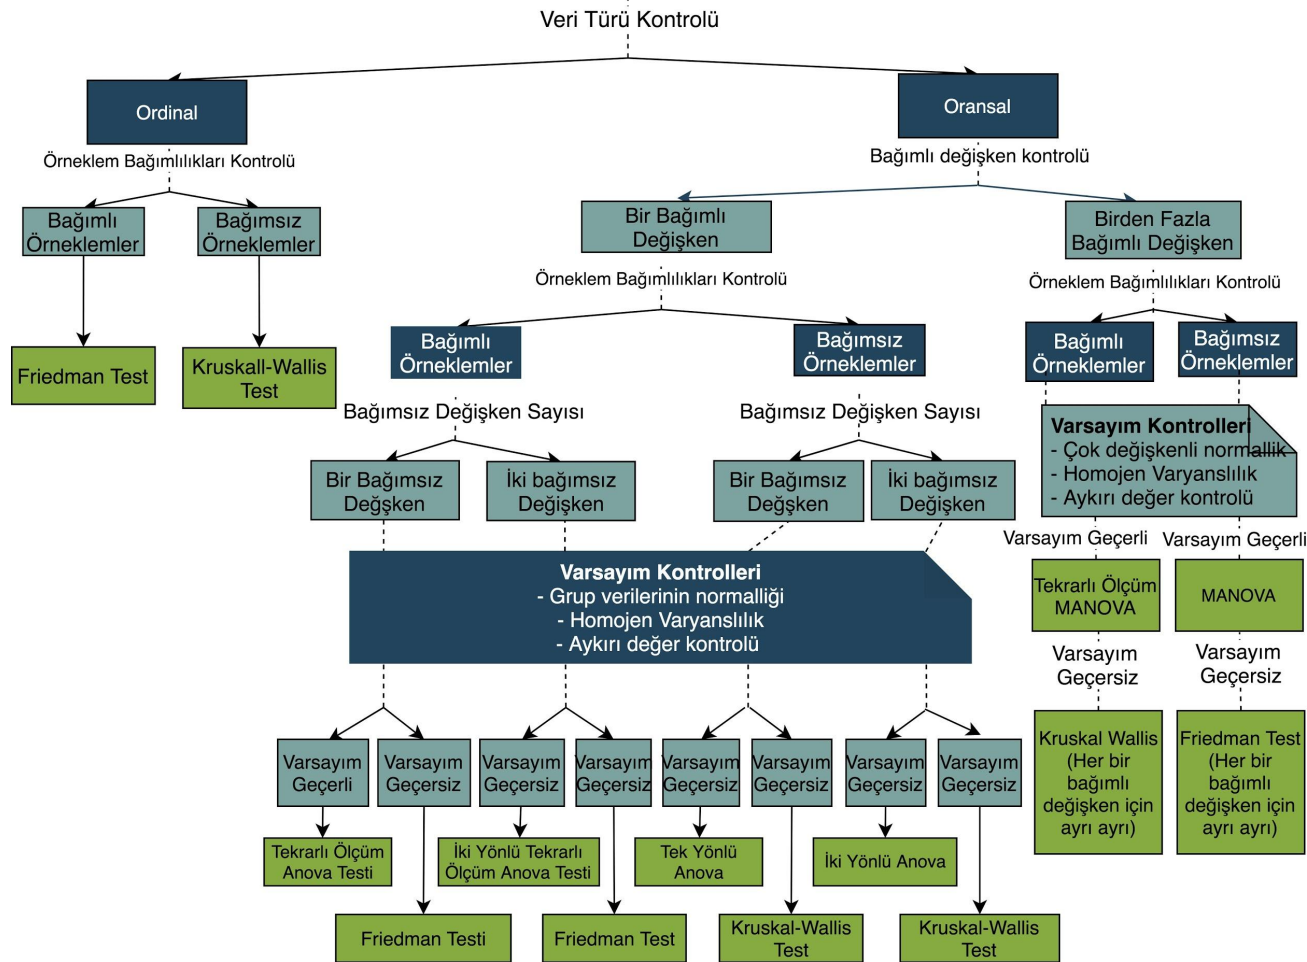 Veri Türü Kontrolü
Ordinal
Oransal
Örneklem Bağımlılıkları Kontrolü
Bağımlı değişken kontrolü
Bağımlı
Örneklemler
Bağımsız
Örneklemler
Bir Bağımlı
Değişken
Birden Fazla
Bağımlı Değişken
Örneklem Bağımlılıkları Kontrolü
Örneklem Bağımlılıkları Kontrolü
Friedman Test
Kruskall-Wallis
Test
Bağımlı
Örneklemler
Bağımsız
Örneklemler
Bağımlı
Örneklemler
Bağımsız
Örneklemler
Bağımsız Değişken Sayısı
Bağımsız Değişken Sayısı
Bir Bağımsız
Değşken
İki bağımsız
Değişken
Bir Bağımsız
Değşken
İki bağımsız
Değişken
Varsayım Kontrolleri
- Çok değişkenli normallik
- Homojen Varyanslılık
- Aykırı değer kontrolü
Varsayım Geçerli
Varsayım Geçerli
Varsayım Kontrolleri
- Grup verilerinin normalliği
- Homojen Varyanslılık
- Aykırı değer kontrolü
Tekrarlı Ölçüm
MANOVA
MANOVA
Varsayım
Geçersiz
Varsayım
Geçersiz
Kruskal Wallis
(Her bir
bağımlı
değişken için
ayrı ayrı)
Friedman Test
(Her bir
bağımlı
değişken için
ayrı ayrı)
Varsayım
Geçerli
Varsayım
Geçersiz
Varsayım
Geçersiz
Varsayım
Geçersiz
Varsayım
Geçersiz
Varsayım
Geçersiz
Varsayım
Geçersiz
Varsayım
Geçersiz
Tekrarlı Ölçüm
Anova Testi
İki Yönlü Tekrarlı
Ölçüm Anova Testi
Tek Yönlü
Anova
İki Yönlü Anova
Friedman Testi
Friedman Test
Kruskal-Wallis
Test
Kruskal-Wallis
Test